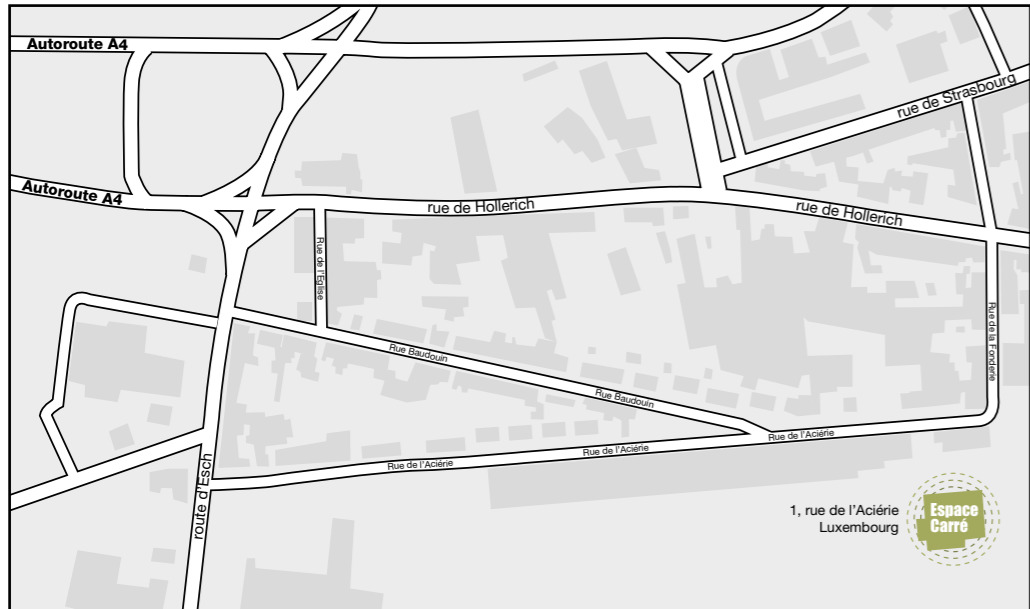 Autoroute A4
rue de Strasbourg
Autoroute A4
rue de Hollerich
rue de Hollerich
Rue de l'Eglise
Rue de la Fonderie
Rue Baudouin
Rue Baudouin
Rue de l'Aciérie
Rue de l'Aciérie
Rue de l'Aciérie
route d'Esch
1, rue de l'Aciérie
Luxembourg
Espace
Carré